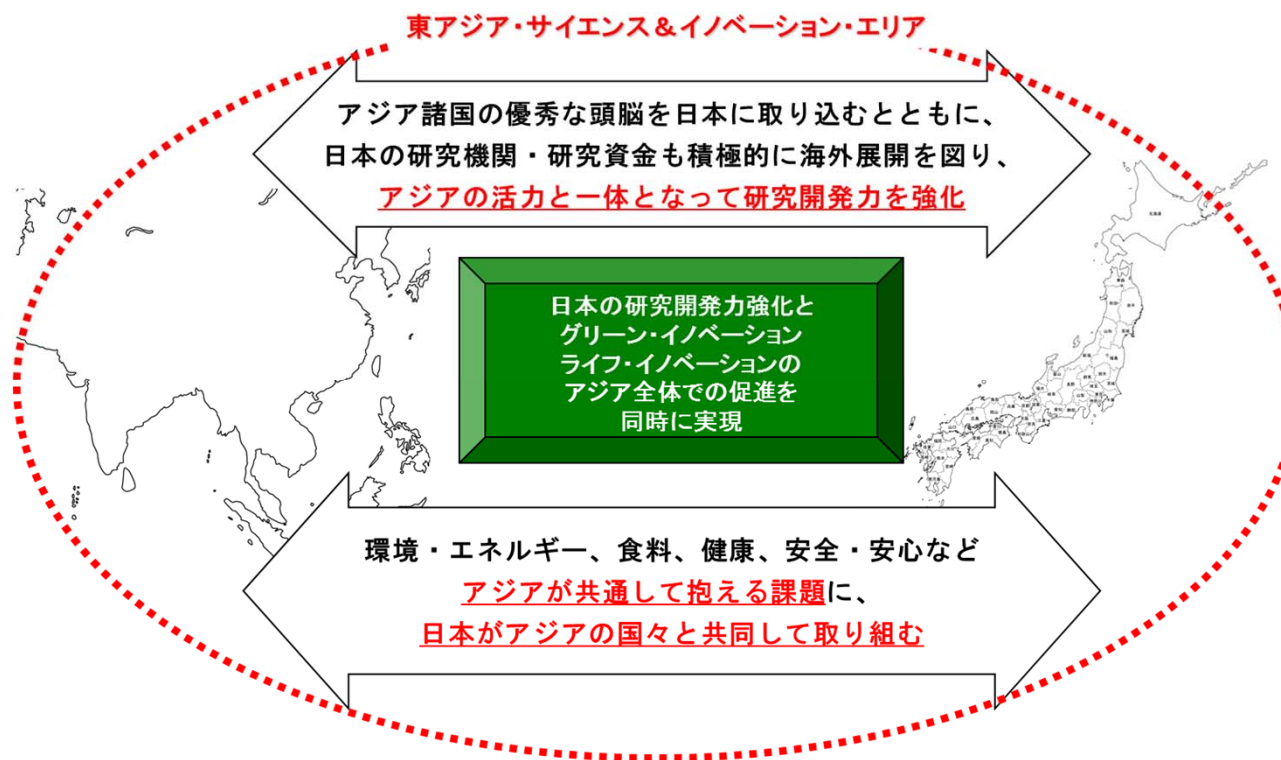 東アジア・サイエンス＆イノベーション・エリア
アジア諸国の優秀な頭脳を日本に取り込むとともに、
日本の研究機関・研究資金も積極的に海外展開を図り、
アジアの活力と一体となって研究開発力を強化
北海道
日本の研究開発力強化と
グリーン・イノベーション
ライフ・イノベーションの
アジア全体での促進を
同時に実現
環境・エネルギー、食料、健康、安全・安心など
アジアが共通して抱える課題に、
日本がアジアの国々と共同して取り組む